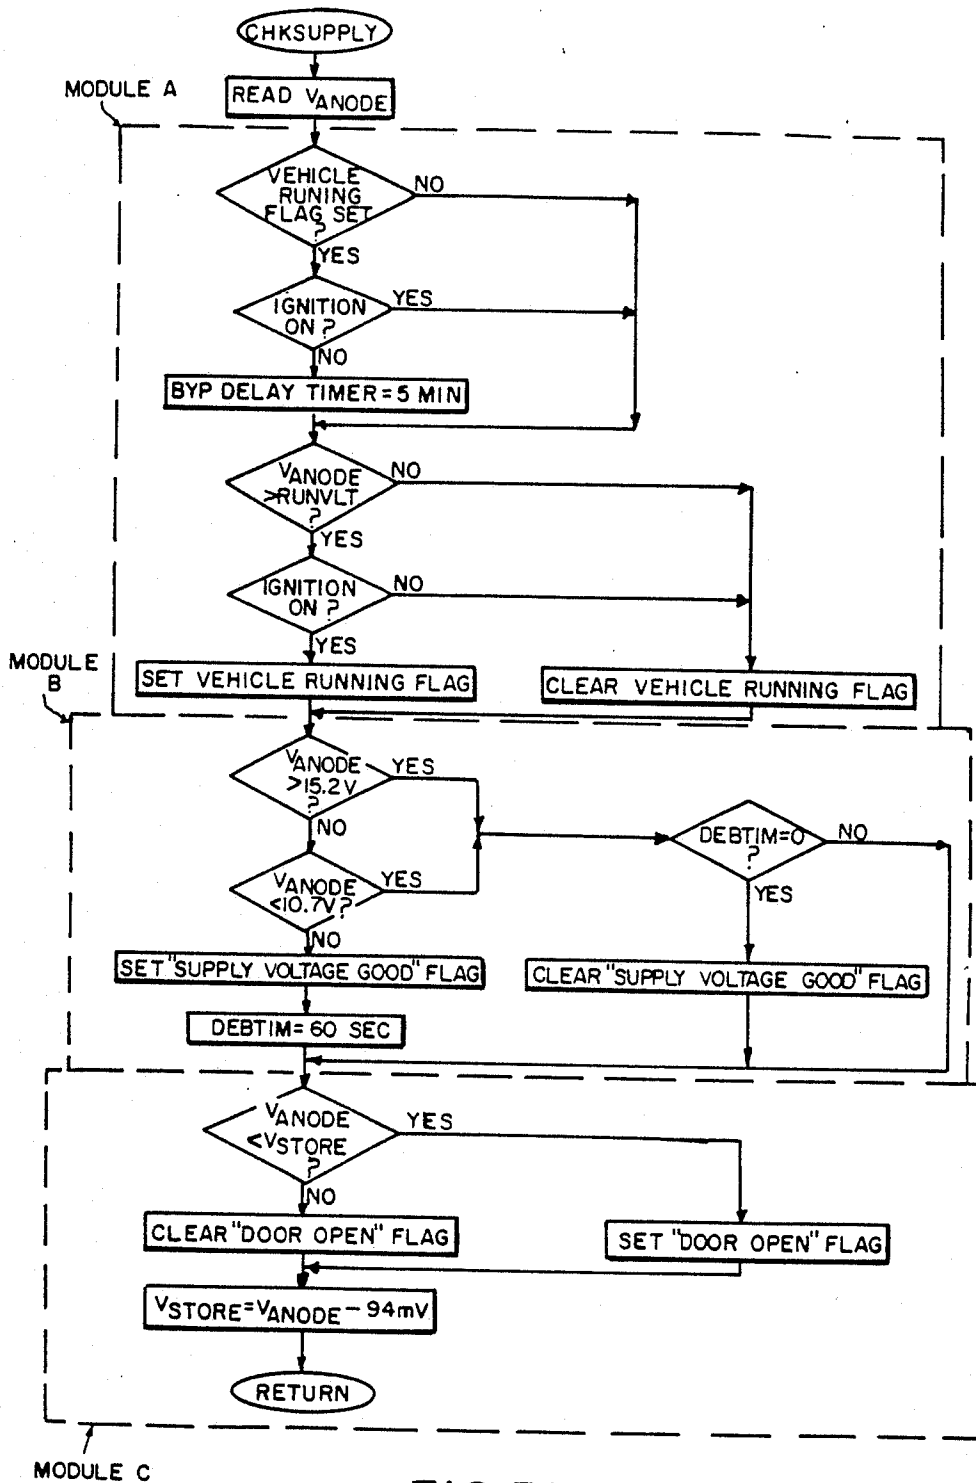 CHKSUPPLY
READ VANODE
MODULE A
VEHICLE
RUNING
FLAG SET
?
NO
YES
IGNITION
ON ?
YES
NO
BYP DELAY TIMER = 5 MIN
VANODE
>RUNVLT
?
NO
YES
IGNITION
ON ?
NO
YES
SET VEHICLE RUNNING FLAG
CLEAR VEHICLE RUNNING FLAG
MODULE
B
VANODE
>15.2V
?
YES
NO
DEBTIM=0
?
NO
YES
VANODE
<10.7V?
YES
NO
SET "SUPPLY VOLTAGE GOOD" FLAG
CLEAR "SUPPLY VOLTAGE GOOD" FLAG
DEBTIM= 60 SEC
VANODE
<VSTORE
?
YES
NO
CLEAR "DOOR OPEN" FLAG
SET "DOOR OPEN" FLAG
VSTORE=VANODE - 94mV
RETURN
MODULE C